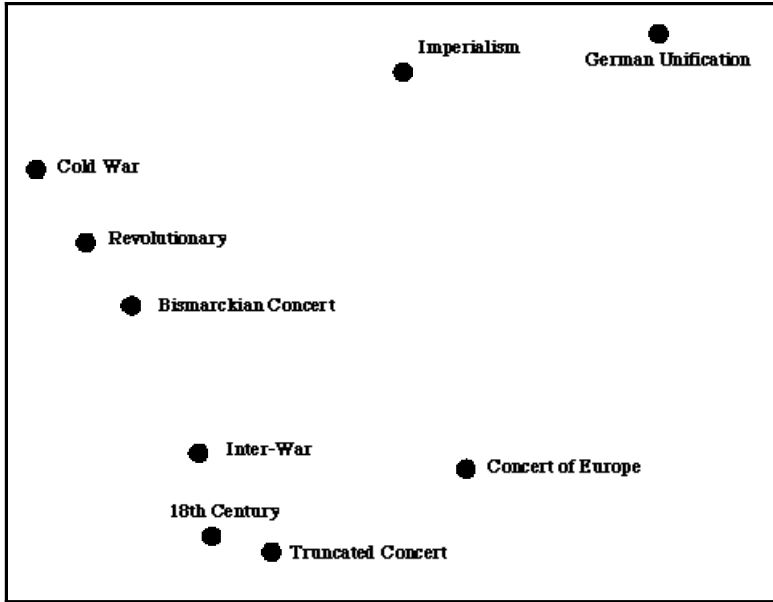 Imperialism
German Unification
Cold War
Revolutionary
Bismarckian Concert
Inter-War
Concert of Europe
18th Century
Truncated Concert